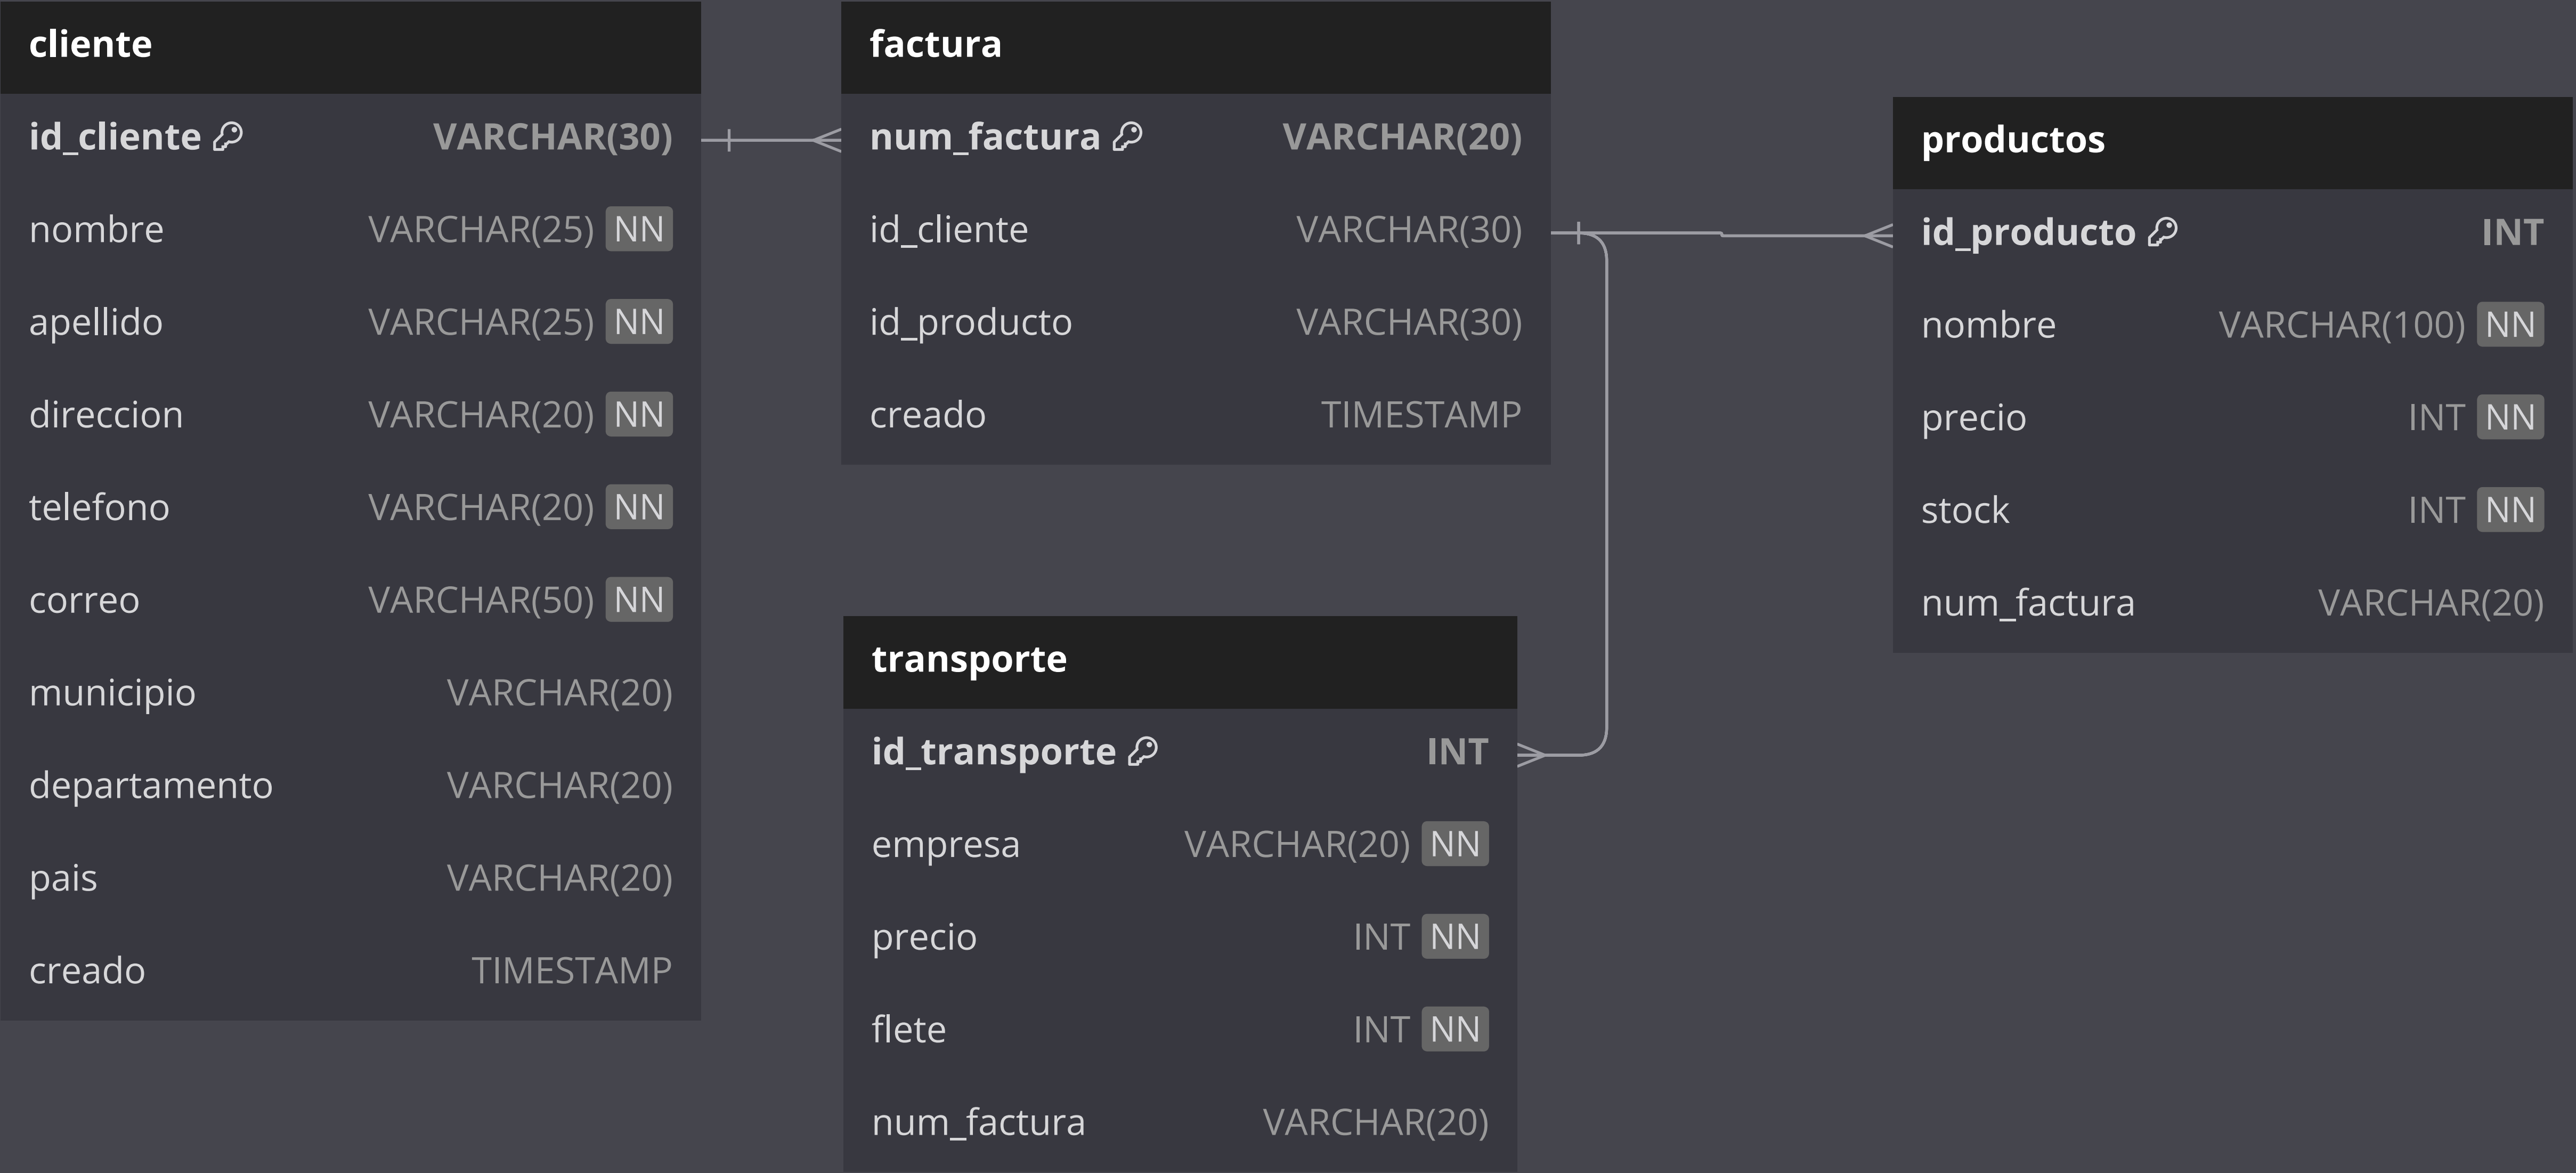 cliente
id_cliente VARCHAR(30)
nombre VARCHAR(25) NN
apellido VARCHAR(25) NN
direccion VARCHAR(20) NN
telefono VARCHAR(20) NN
correo VARCHAR(50) NN
municipio VARCHAR(20)
departamento VARCHAR(20)
pais VARCHAR(20)
creado TIMESTAMP
factura
num_factura VARCHAR(20)
id_cliente VARCHAR(30)
id_producto VARCHAR(30)
creado TIMESTAMP
transporte
id_transporte INT
empresa VARCHAR(20) NN
precio INT NN
flete INT NN
num_factura VARCHAR(20)
productos
id_producto INT
nombre VARCHAR(100) NN
precio INT NN
stock INT NN
num_factura VARCHAR(20)